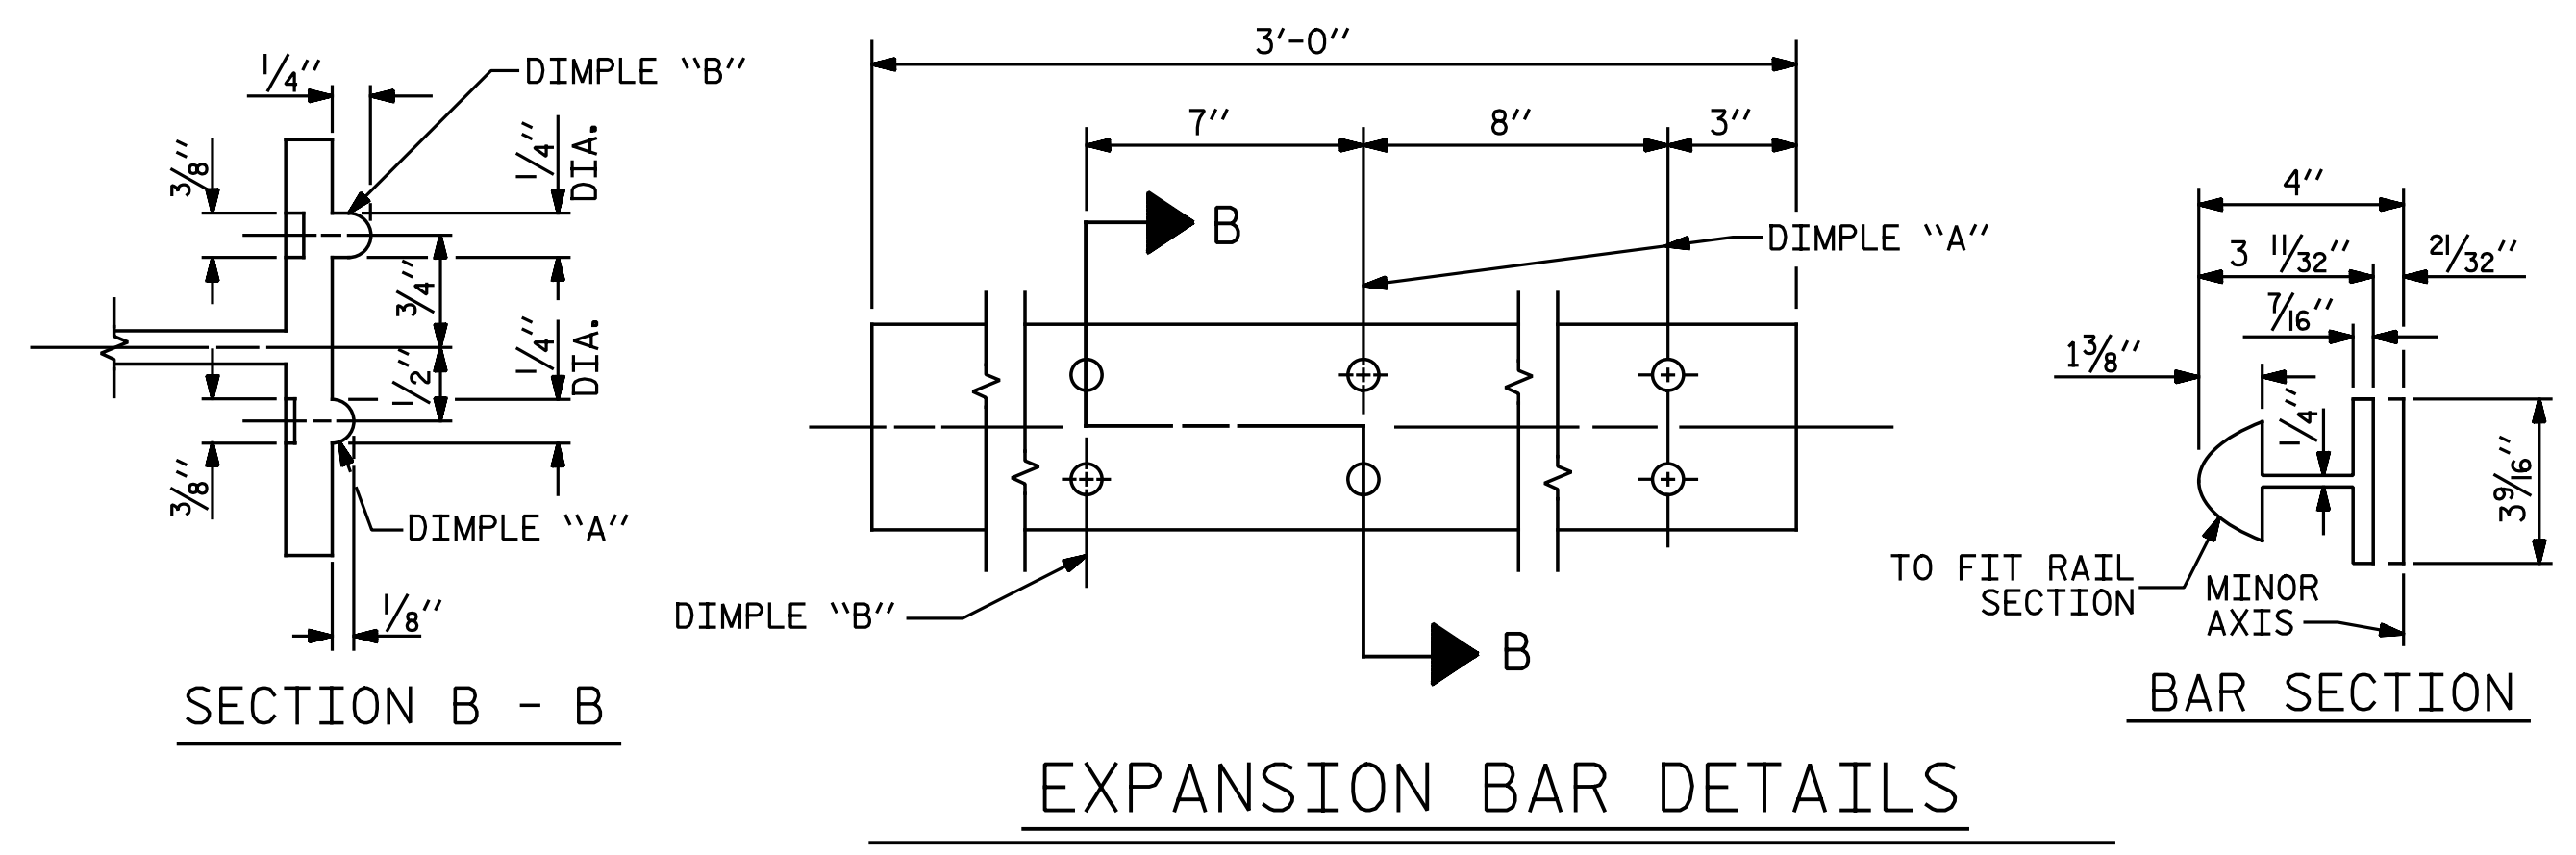 1/4"
DIMPLE "B"
3/8"
1/4" DIA.
3/4"
1/2"
1/4" DIA.
3/8"
DIMPLE "A"
1/8"
SECTION B - B
3'-0"
7"
8"
3"
B
DIMPLE "A"
DIMPLE "B"
B
EXPANSION BAR DETAILS
4"
3 11/32"
21/32"
7/16"
1 3/8"
1/4"
3 9/16"
TO FIT RAIL
SECTION
MINOR
AXIS
BAR SECTION